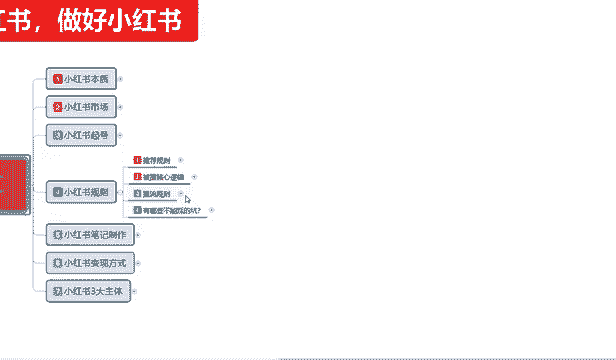 红书，做好小红书
1 小红书本质
2 小红书市场
3 小红书起号
4 小红书规则
1 推荐规则
2 被推核心逻辑
3 限流规则
4 有哪些不能踩的坑？
5 小红书笔记制作
6 小红书变现方式
7 小红书3大主体